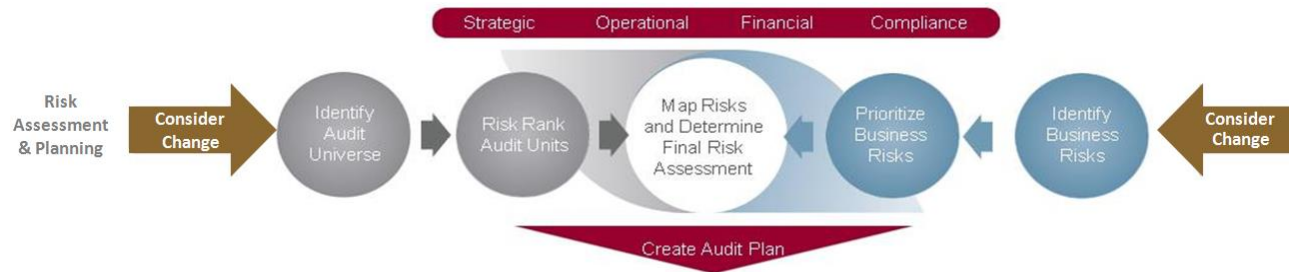 Strategic Operational Financial Compliance
Risk
Assessment
& Planning
Consider
Change
Identify
Audit
Universe
Risk Rank
Audit Units
Map Risks
and Determine
Final Risk
Assessment
Prioritize
Business
Risks
Identify
Business
Risks
Consider
Change
Create Audit Plan